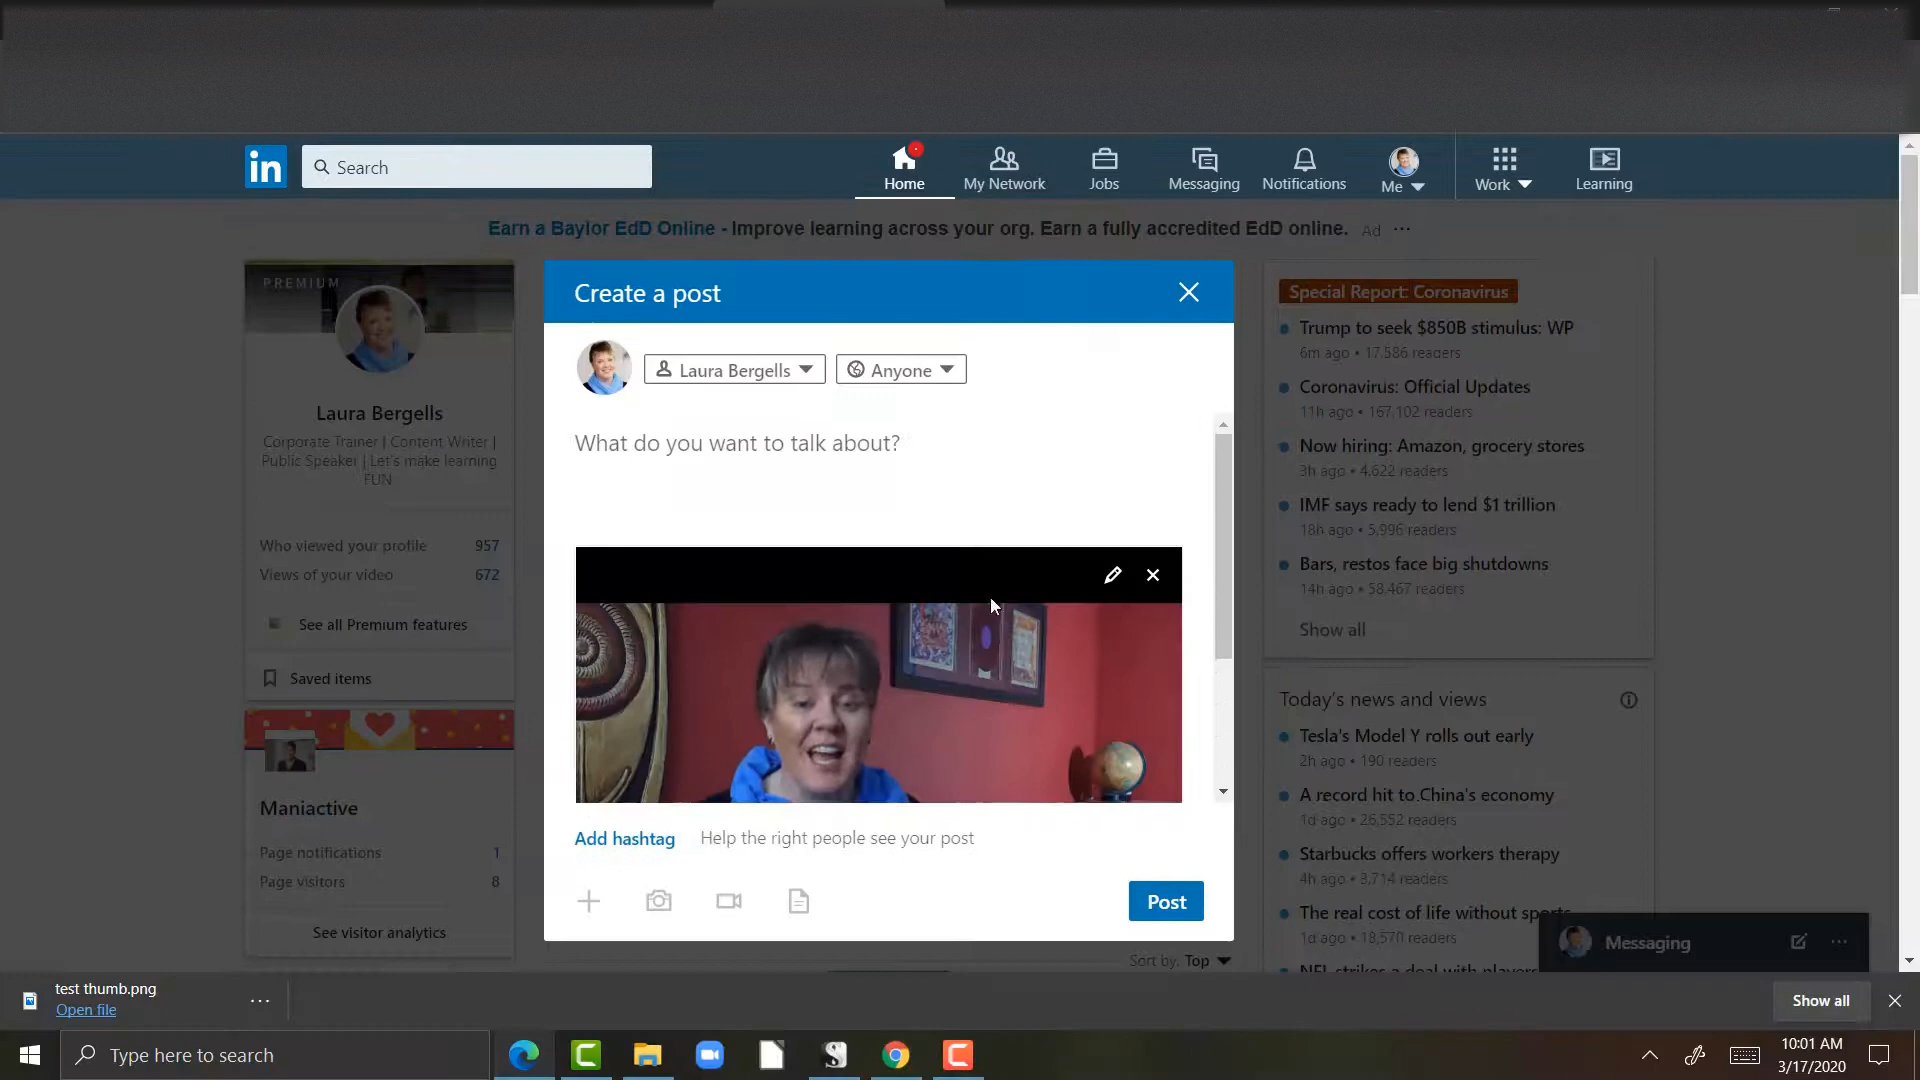 in
Search
Home
My Network
Jobs
Messaging
Notifications
Me
Work
Learning
Earn a Baylor EdD Online - Improve learning across your org. Earn a fully accredited EdD online. Ad ...
PREMIUM
Laura Bergells
Corporate Trainer | Content Writer |
Public Speaker | Let's make learning
FUN
Who viewed your profile 957
Views of your video 672
See all Premium features
Saved items
Maniactive
Page notifications 1
Page visitors 8
See visitor analytics
Create a post
Laura Bergells
Anyone
What do you want to talk about?
Add hashtag Help the right people see your post
Post
Sort by: Top
Special Report: Coronavirus
Trump to seek $850B stimulus: WP
6m ago • 17,586 readers
Coronavirus: Official Updates
11h ago • 167,102 readers
Now hiring: Amazon, grocery stores
3h ago • 4,622 readers
IMF says ready to lend $1 trillion
18h ago • 5,996 readers
Bars, restos face big shutdowns
14h ago • 58,467 readers
Show all
Today's news and views
Tesla's Model Y rolls out early
2h ago • 190 readers
A record hit to China's economy
1d ago • 26,552 readers
Starbucks offers workers therapy
4h ago • 3,714 readers
The real cost of life without sports
1d ago • 18,570 readers
NFL strikes a deal with players
Messaging
test thumb.png
Open file
Show all
Type here to search
10:01 AM
3/17/2020